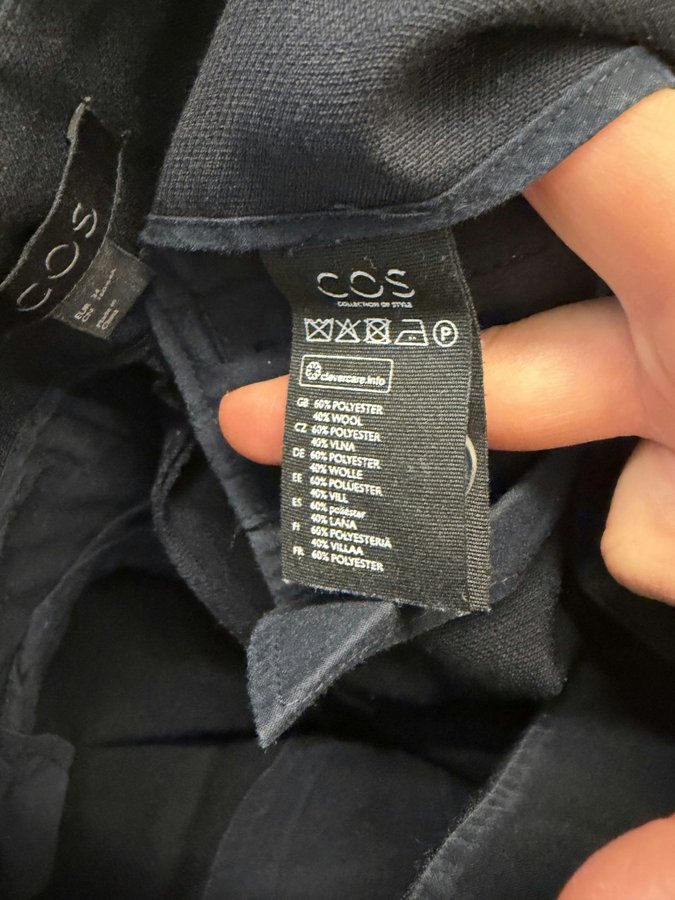 COS
COS
COLLECTION OF STYLE
P
clevercare.info
GB 60% POLYESTER
40% WOOL
CZ 60% POLYESTER
40% VLNA
DE 60% POLYESTER
40% WOLLE
EE 60% POLÜESTER
40% VILL
ES 60% poliéster
40% LANA
FI 60% POLYESTERIÄ
40% VILLAA
FR 60% POLYESTER